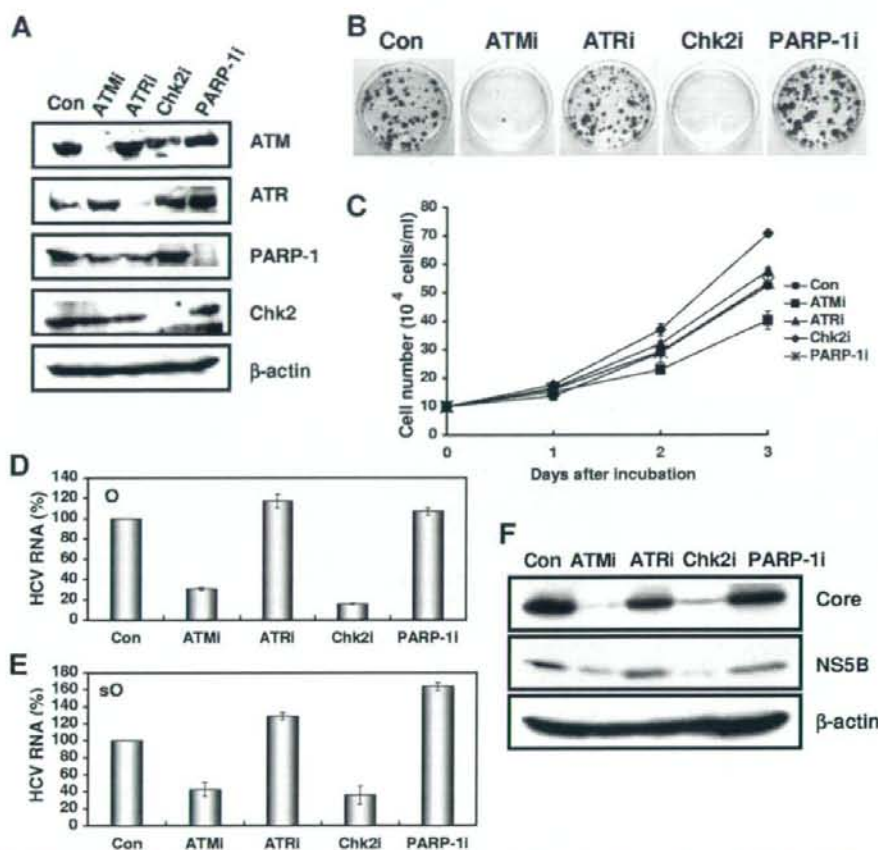 A
Con ATMi ATRi Chk2i PARP-1i
ATM
ATR
PARP-1
Chk2
β-actin
B
Con ATMi ATRi Chk2i PARP-1i
C
Cell number (10⁻⁴ cells/ml)
80
70
60
50
40
30
20
10
0
0 1 2 3
Days after incubation
Con
ATMi
ATRi
Chk2i
PARP-1i
D
O
HCV RNA (%)
140
120
100
80
60
40
20
0
Con ATMi ATRi Chk2i PARP-1i
E
sO
HCV RNA (%)
180
160
140
120
100
80
60
40
20
0
Con ATMi ATRi Chk2i PARP-1i
F
Con ATMi ATRi Chk2i PARP-1i
Core
NS5B
β-actin